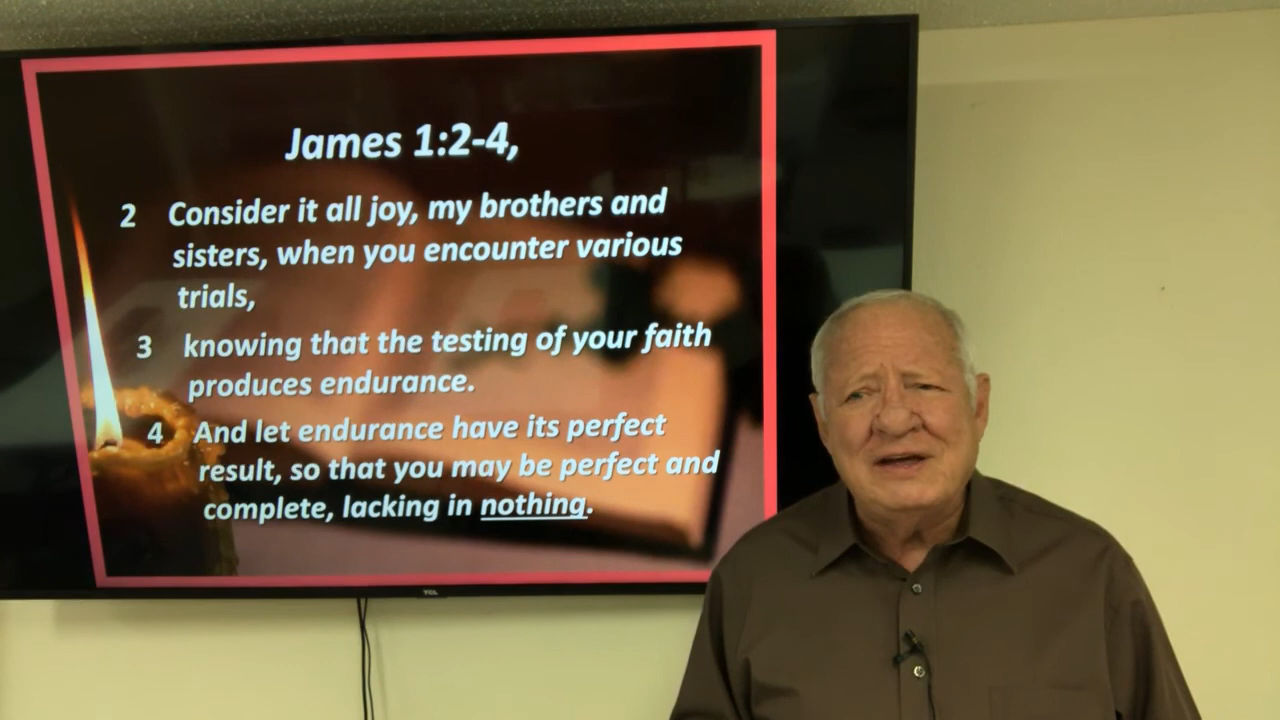 James 1:2-4,
2 Consider it all joy, my brothers and
sisters, when you encounter various
trials,
3 knowing that the testing of your faith
produces endurance.
4 And let endurance have its perfect
result, so that you may be perfect and
complete, lacking in nothing.
TCL